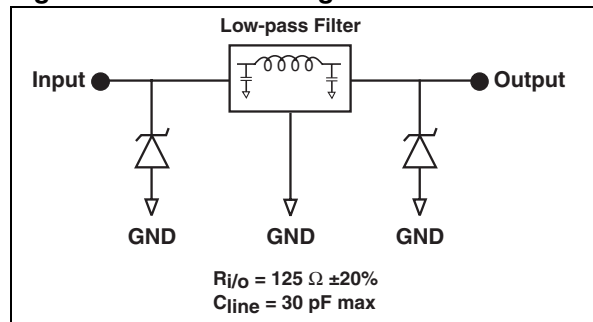 Low-pass Filter
Input
Output
GND
GND
GND
Ri/o = 125 Ω ±20%
Cline = 30 pF max